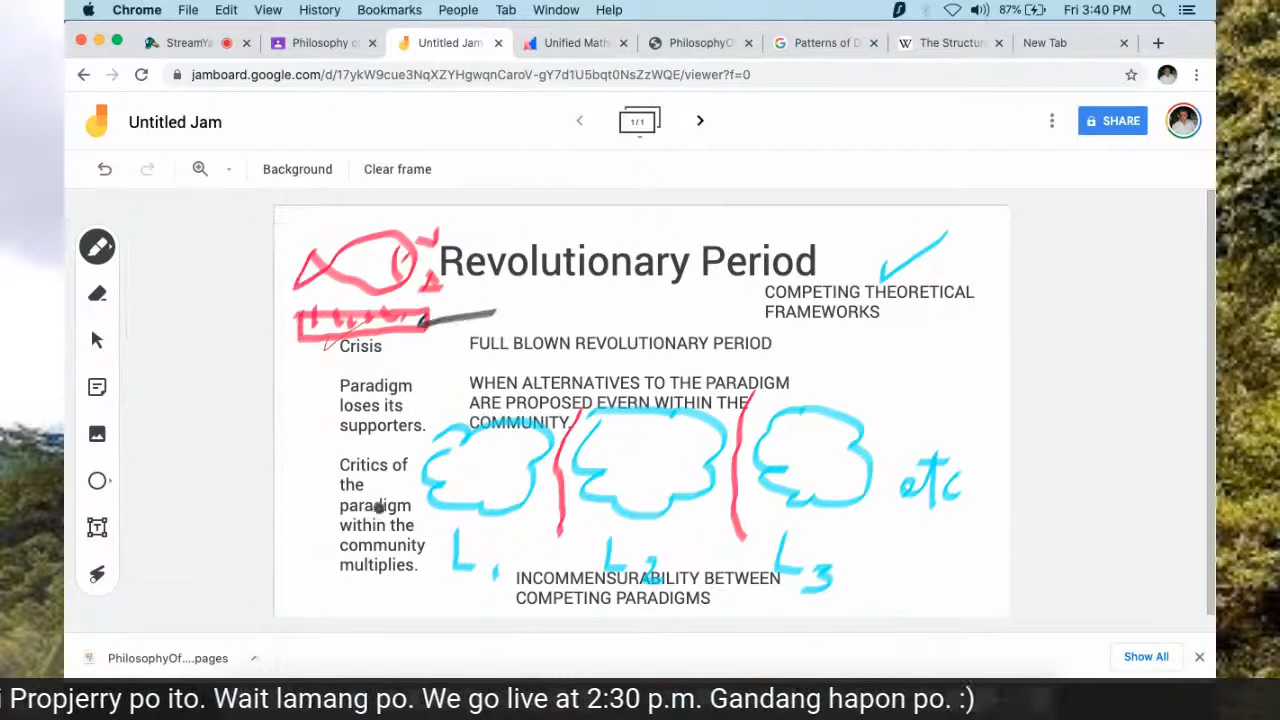 Chrome File Edit View History Bookmarks People Tab Window Help 87% Fri 3:40 PM
StreamYa Philosophy o Untitled Jam Unified Math PhilosophyO Patterns of D The Structur New Tab
jamboard.google.com/d/17ykW9cue3NqXZYHgwqnCaroV-gY7d1U5bqt0NsZzWQE/viewer?f=0
Untitled Jam
1/1
SHARE
Background Clear frame
Revolutionary Period
COMPETING THEORETICAL
FRAMEWORKS
Crisis
FULL BLOWN REVOLUTIONARY PERIOD
Paradigm
loses its
supporters.
WHEN ALTERNATIVES TO THE PARADIGM
ARE PROPOSED EVERN WITHIN THE
COMMUNITY.
Critics of
the
paradigm
within the
community
multiplies.
etc
L1
L2
L3
INCOMMENSURABILITY BETWEEN
COMPETING PARADIGMS
PhilosophyOf....pages
Show All
i Propjerry po ito. Wait lamang po. We go live at 2:30 p.m. Gandang hapon po. :)